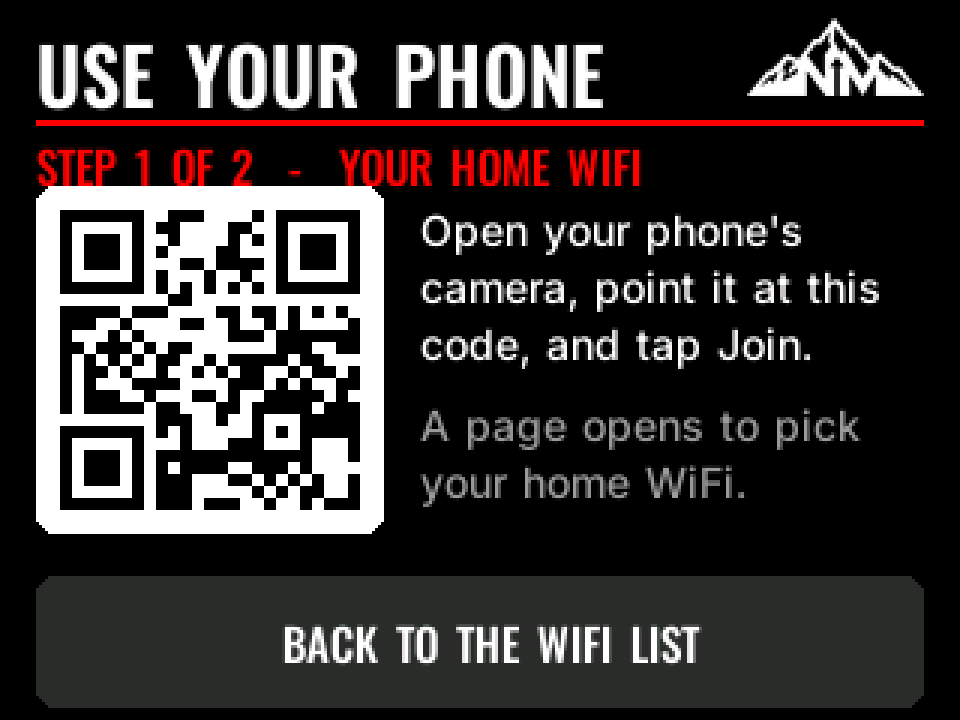 USE YOUR PHONE
NM
STEP 1 OF 2 - YOUR HOME WIFI
Open your phone's
camera, point it at this
code, and tap Join.
A page opens to pick
your home WiFi.
BACK TO THE WIFI LIST